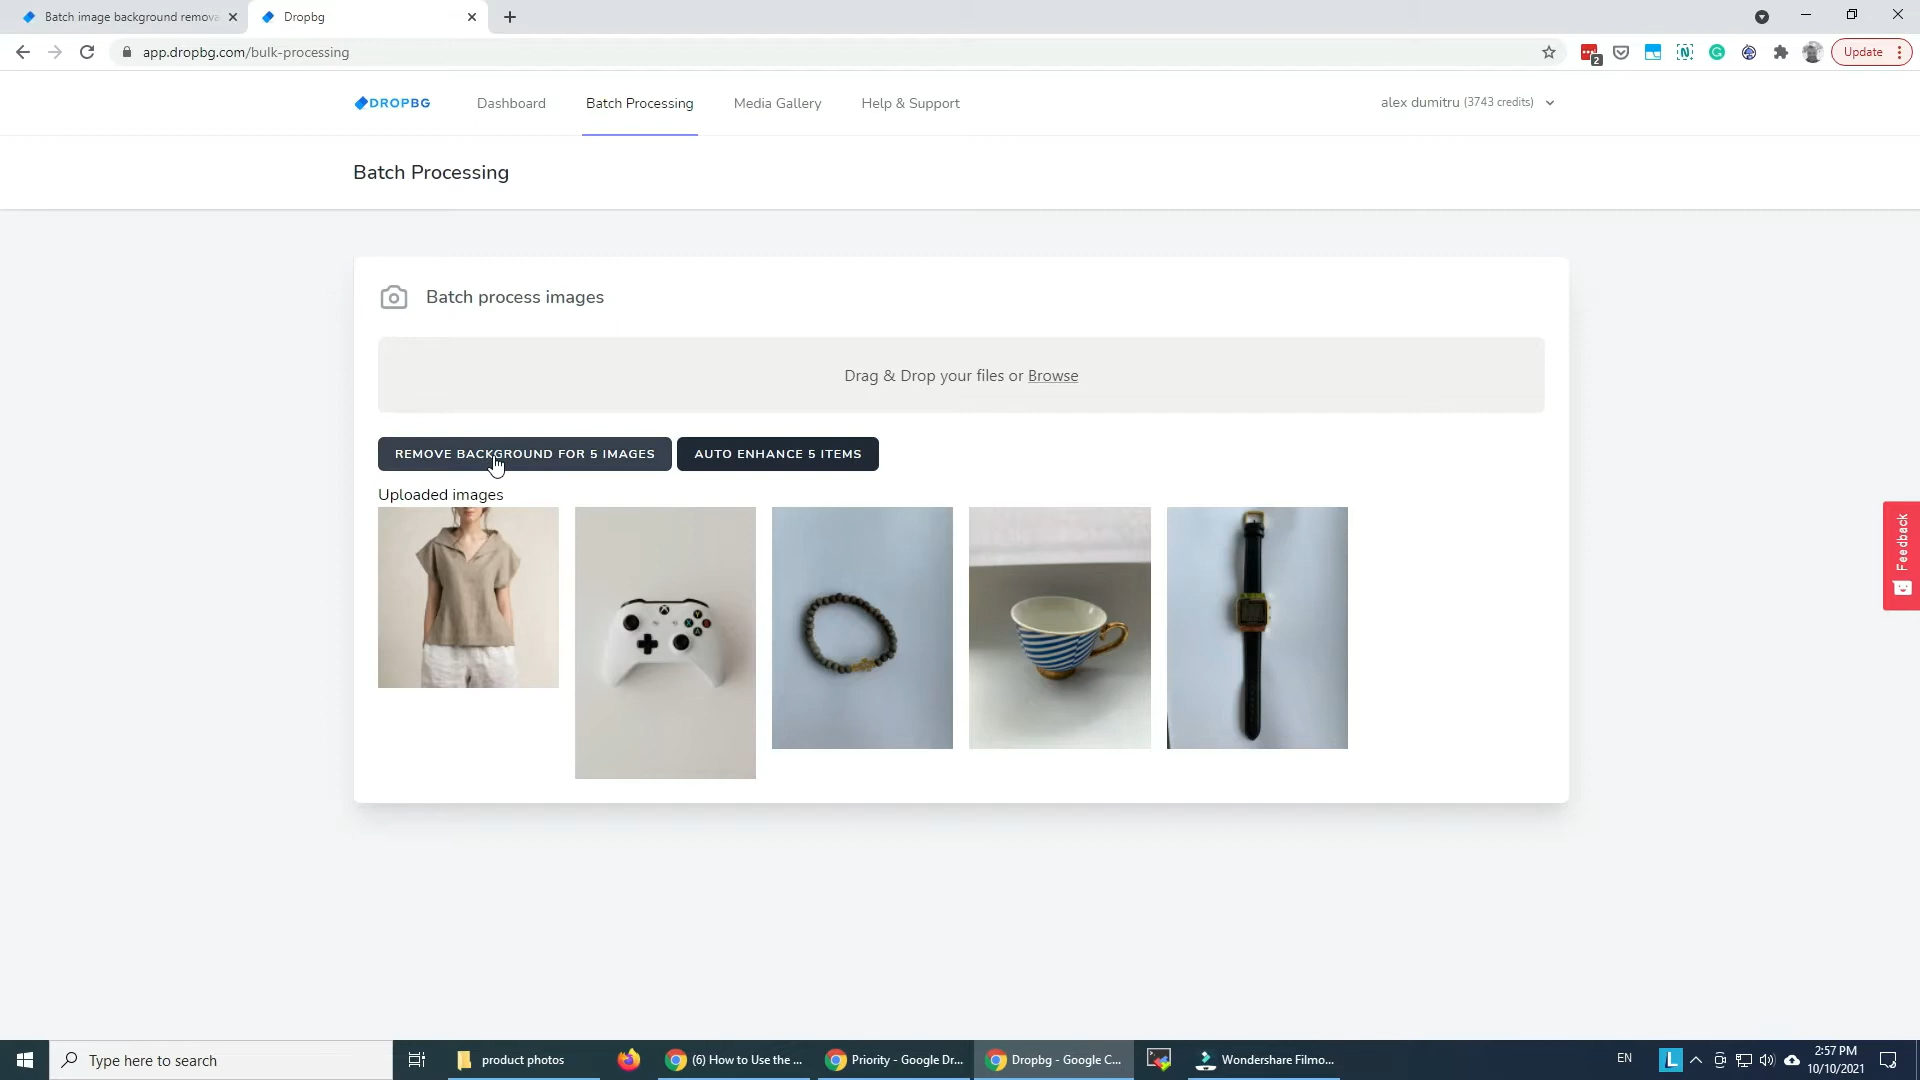 Batch image background remova
Dropbg
app.dropbg.com/bulk-processing
2
Update
DROPBG
Dashboard
Batch Processing
Media Gallery
Help & Support
alex dumitru (3743 credits)
Batch Processing
Batch process images
Drag & Drop your files or Browse
REMOVE BACKGROUND FOR 5 IMAGES
AUTO ENHANCE 5 ITEMS
Uploaded images
Feedback
Type here to search
product photos
(6) How to Use the ...
Priority - Google Dr...
Dropbg - Google C...
Wondershare Filmo...
EN
L
2:57 PM
10/10/2021